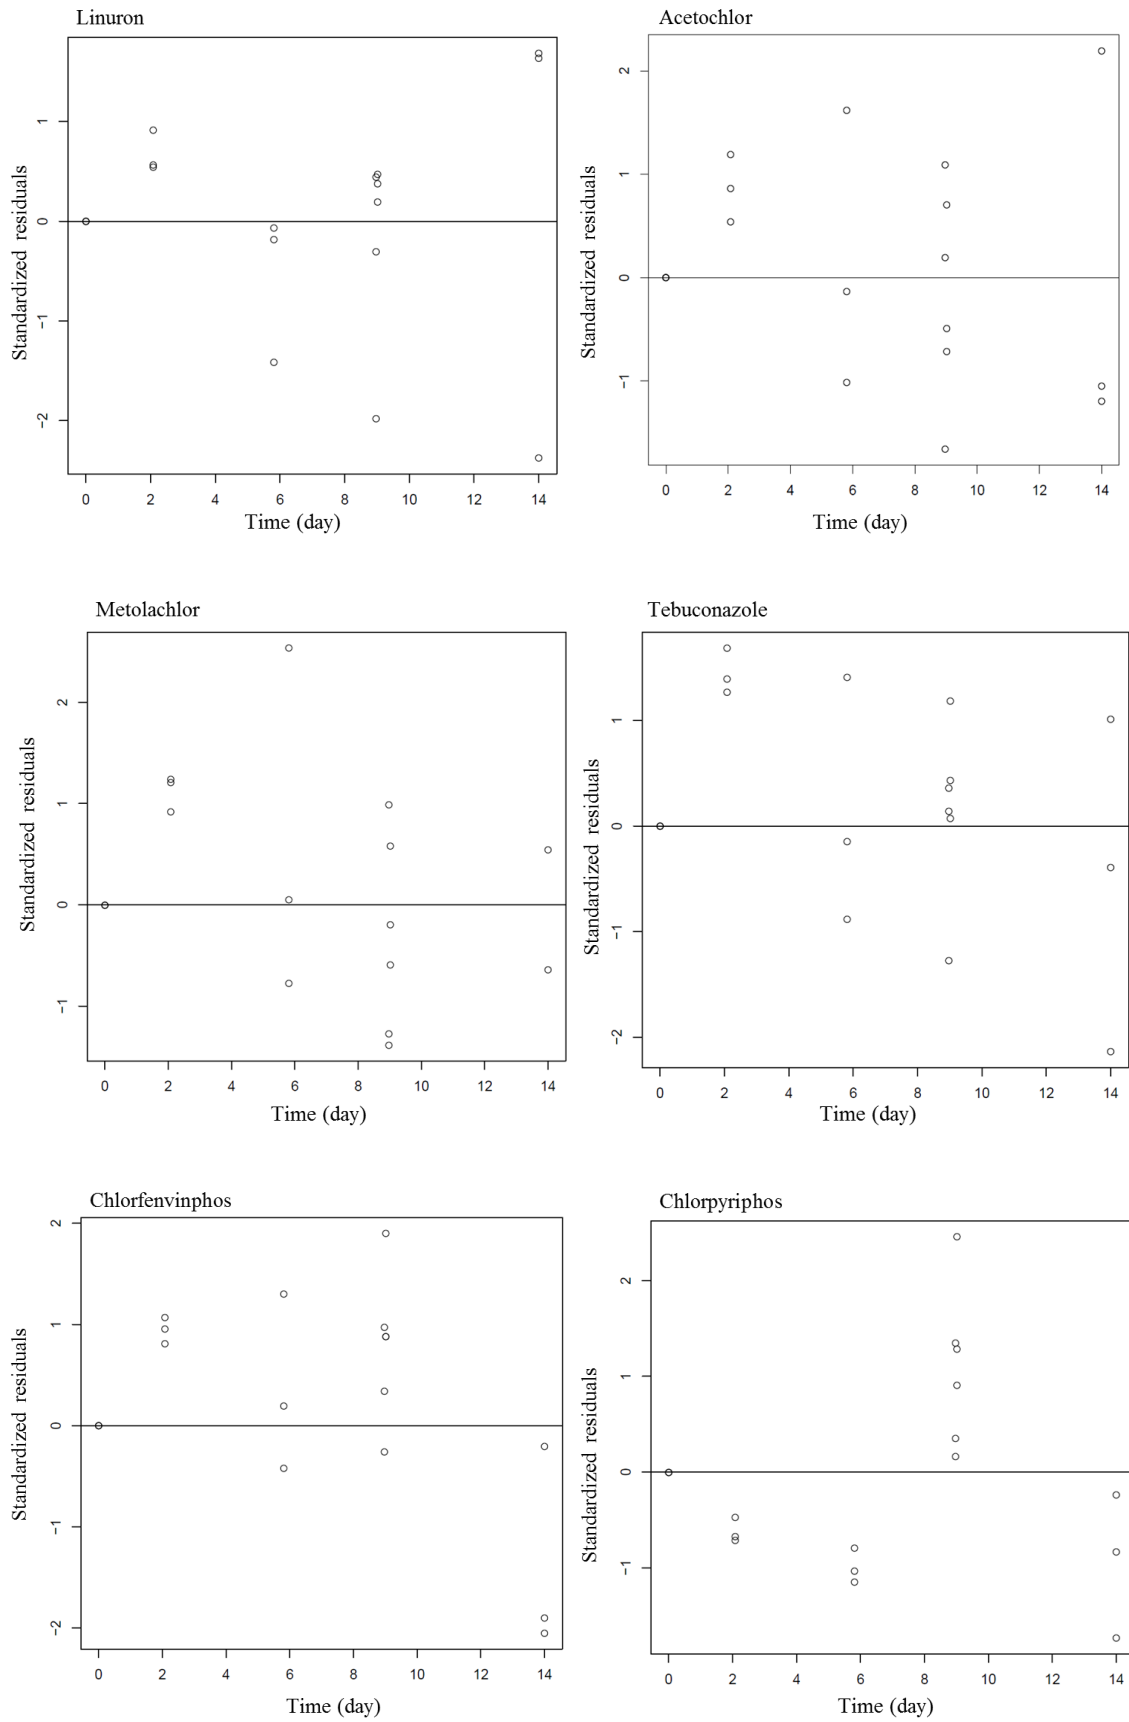 Linuron
Standardized residuals
1
0
−1
−2
0 2 4 6 8 10 12 14
Time (day)
Acetochlor
Standardized residuals
2
1
0
−1
0 2 4 6 8 10 12 14
Time (day)
Metolachlor
Standardized residuals
2
1
0
−1
0 2 4 6 8 10 12 14
Time (day)
Tebuconazole
Standardized residuals
1
0
−1
−2
0 2 4 6 8 10 12 14
Time (day)
Chlorfenvinphos
Standardized residuals
2
1
0
−1
−2
0 2 4 6 8 10 12 14
Time (day)
Chlorpyriphos
Standardized residuals
2
1
0
−1
0 2 4 6 8 10 12 14
Time (day)